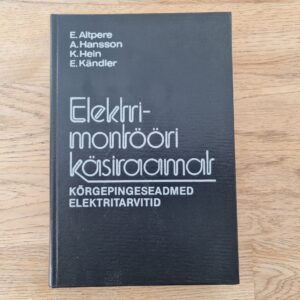 E. Altpere
A. Hansson
K. Hein
E. Kändler
Elektri-
montööri
käsiraamat
KÕRGEPINGESEADMED
ELEKTRITARVITID